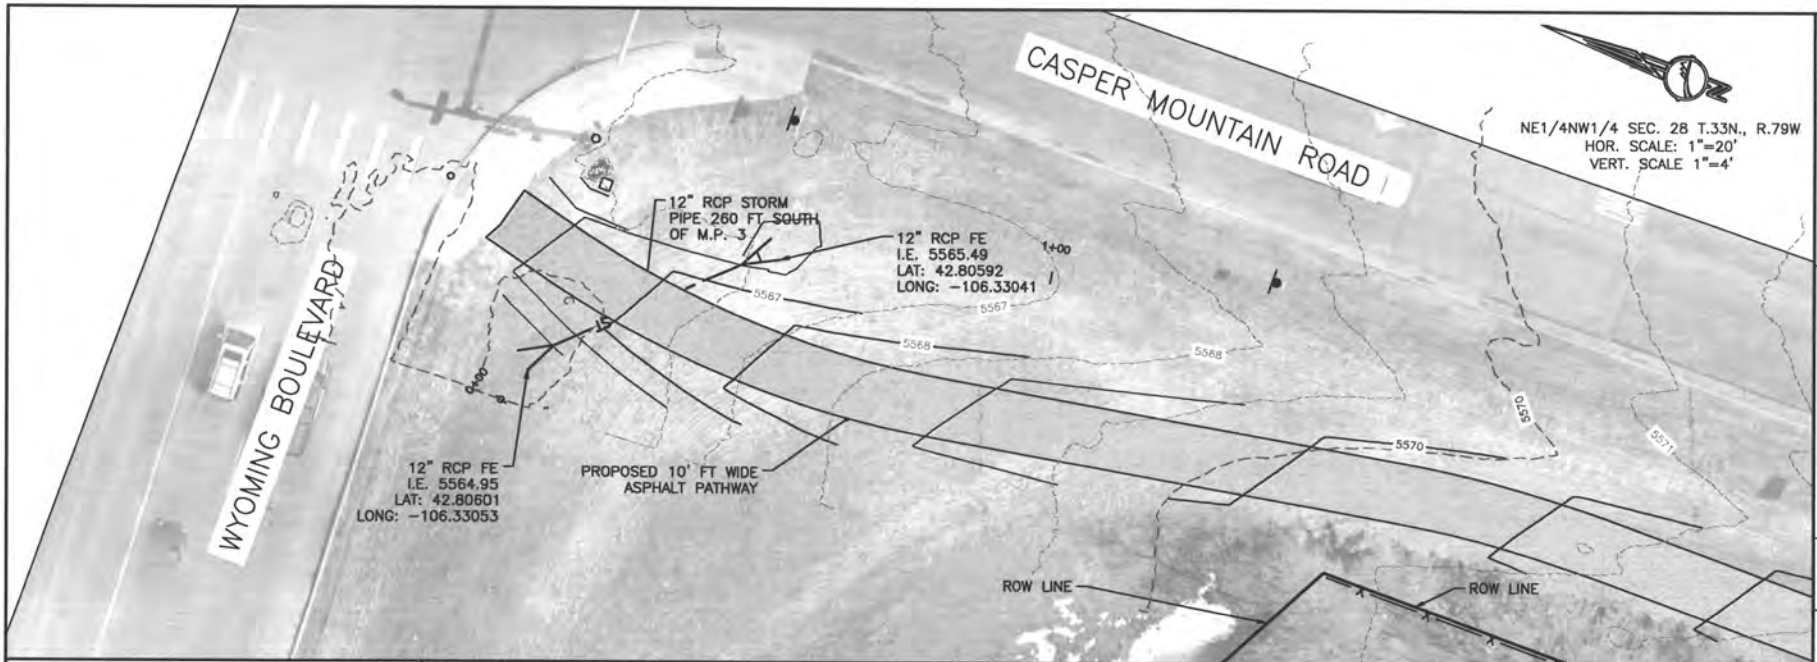 CASPER MOUNTAIN ROAD
N
NE1/4NW1/4 SEC. 28 T.33N., R.79W
HOR. SCALE: 1"=20'
VERT. SCALE 1"=4'
12" RCP STORM
PIPE 260 FT SOUTH
OF M.P. 3
12" RCP FE
I.E. 5565.49
LAT: 42.80592
LONG: -106.33041
1+00
5567
5567
5568
5568
ST
0+00
WYOMING BOULEVARD
5570
5570
5571
12" RCP FE
I.E. 5564.95
LAT: 42.80601
LONG: -106.33053
PROPOSED 10' FT WIDE
ASPHALT PATHWAY
ROW LINE
ROW LINE